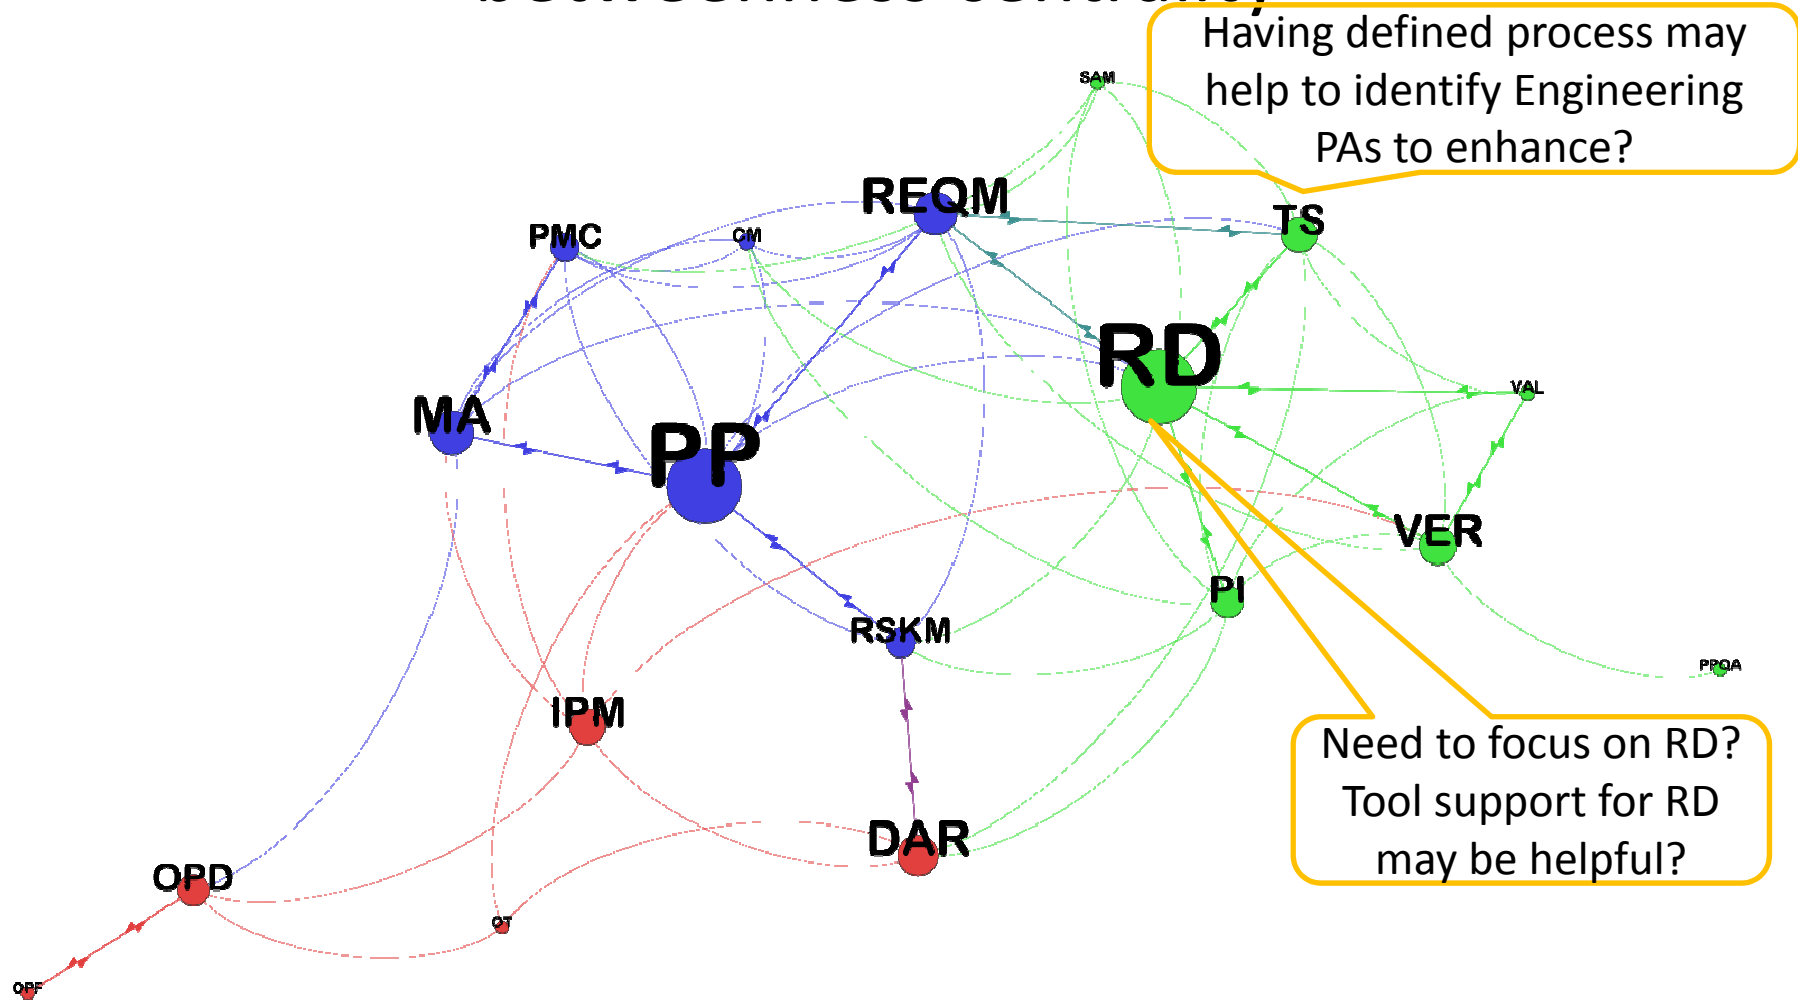 betweenness centrality
Having defined process may
help to identify Engineering
PAs to enhance?
SAM
REQM
TS
PMC
CM
RD
VAL
MA
PP
VER
PI
RSKM
PPQA
IPM
Need to focus on RD?
Tool support for RD
may be helpful?
DAR
OPD
OT
OPF